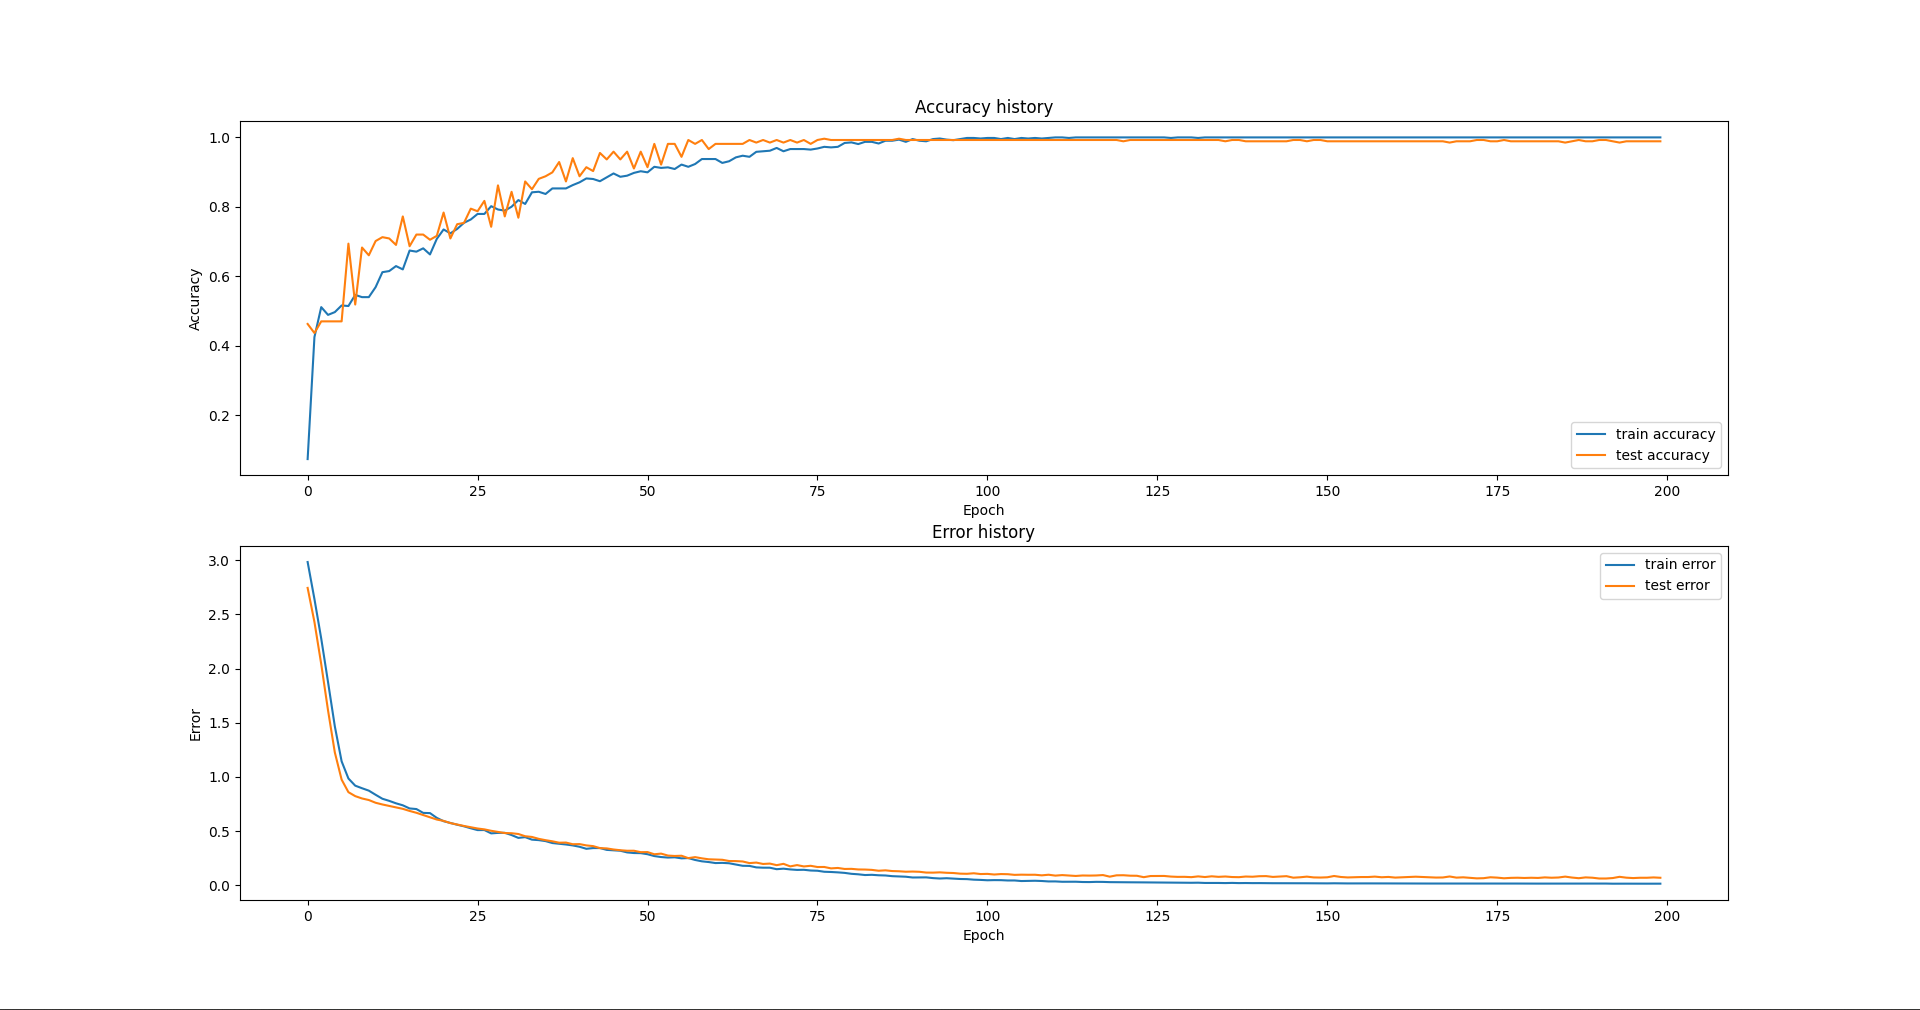 Accuracy history
1.0
0.8
0.6
0.4
0.2
Accuracy
train accuracy
test accuracy
0 25 50 75 100 125 150 175 200
Epoch
Error history
3.0
2.5
2.0
1.5
1.0
0.5
0.0
Error
train error
test error
0 25 50 75 100 125 150 175 200
Epoch